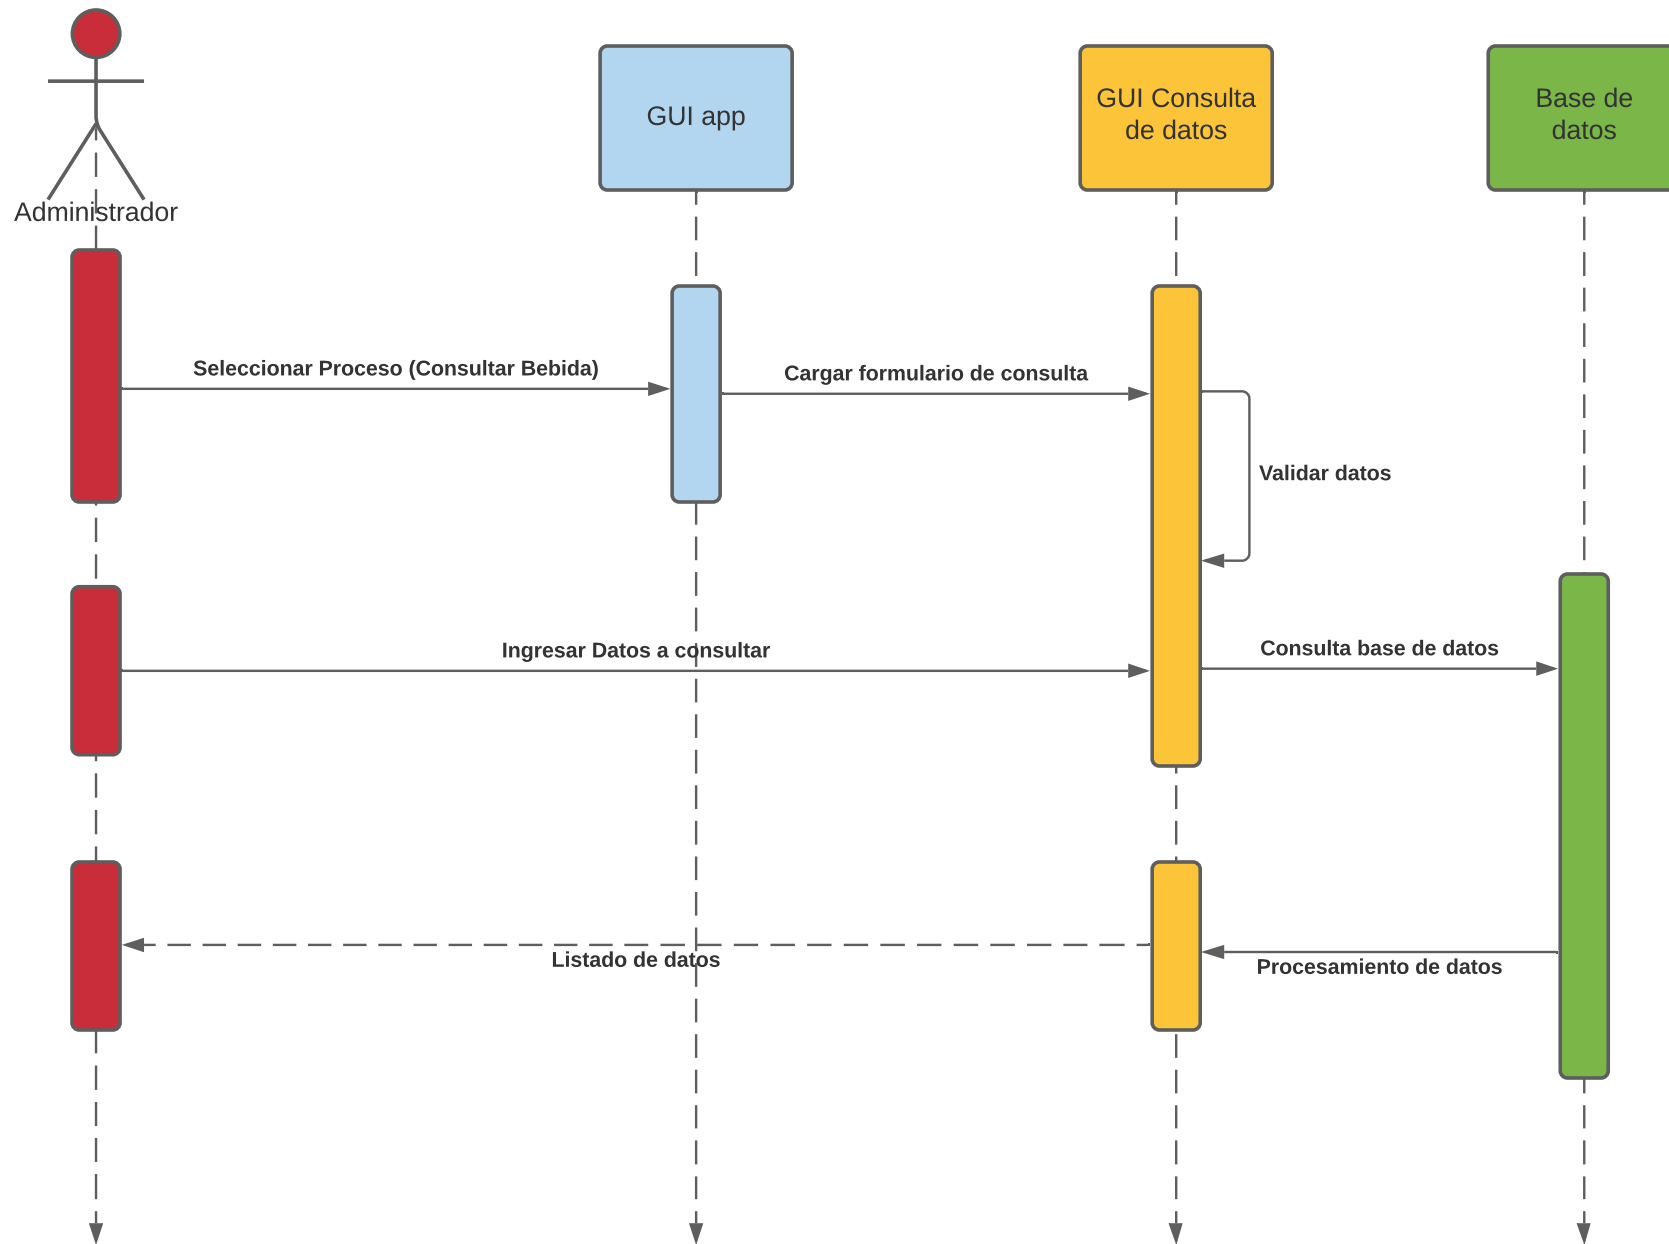 GUI app
GUI Consulta
de datos
Base de
datos
Administrador
Seleccionar Proceso (Consultar Bebida)
Cargar formulario de consulta
Validar datos
Ingresar Datos a consultar
Consulta base de datos
Listado de datos
Procesamiento de datos